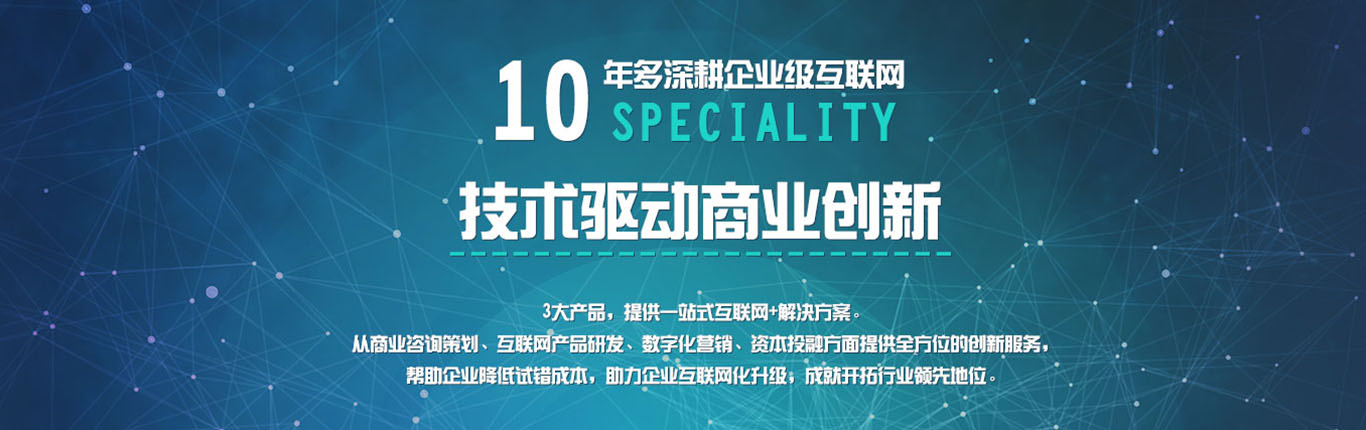 10年多深耕企业级互联网
SPECIALITY
技术驱动商业创新
3大产品，提供一站式互联网+解决方案。
从商业咨询策划、互联网产品研发、数字化营销、资本投融方面提供全方位的创新服务，
帮助企业降低试错成本，助力企业互联网化升级，成就开拓行业领先地位。